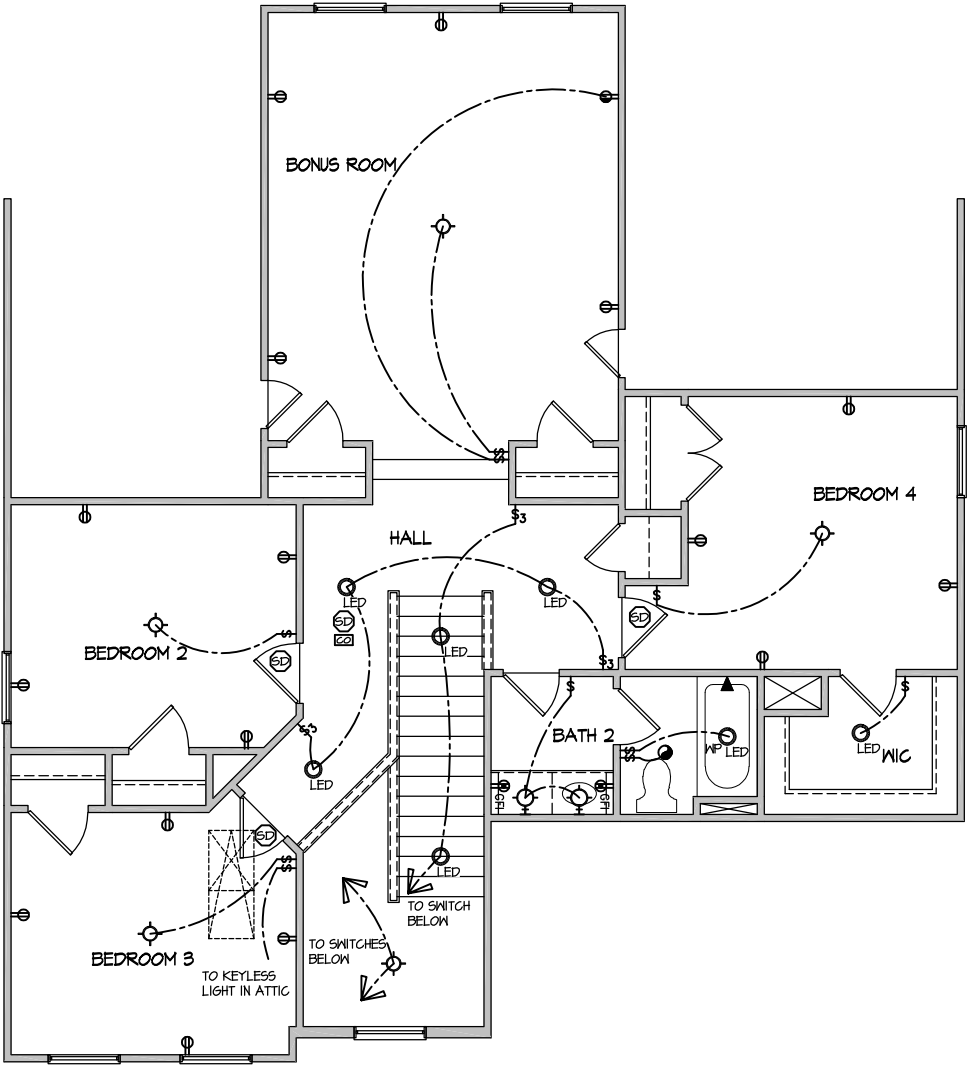 BONUS ROOM
$
$
BEDROOM 4
$3
HALL
LED
LED
$
SD
SD
CO
$
LED
BEDROOM 2
SD
$3
$
$3
BATH 2
WP
LED
LED
WIC
$
$
LED
GFI
GFI
SD
$
$
LED
TO SWITCH
BELOW
TO SWITCHES
BELOW
BEDROOM 3
TO KEYLESS
LIGHT IN ATTIC